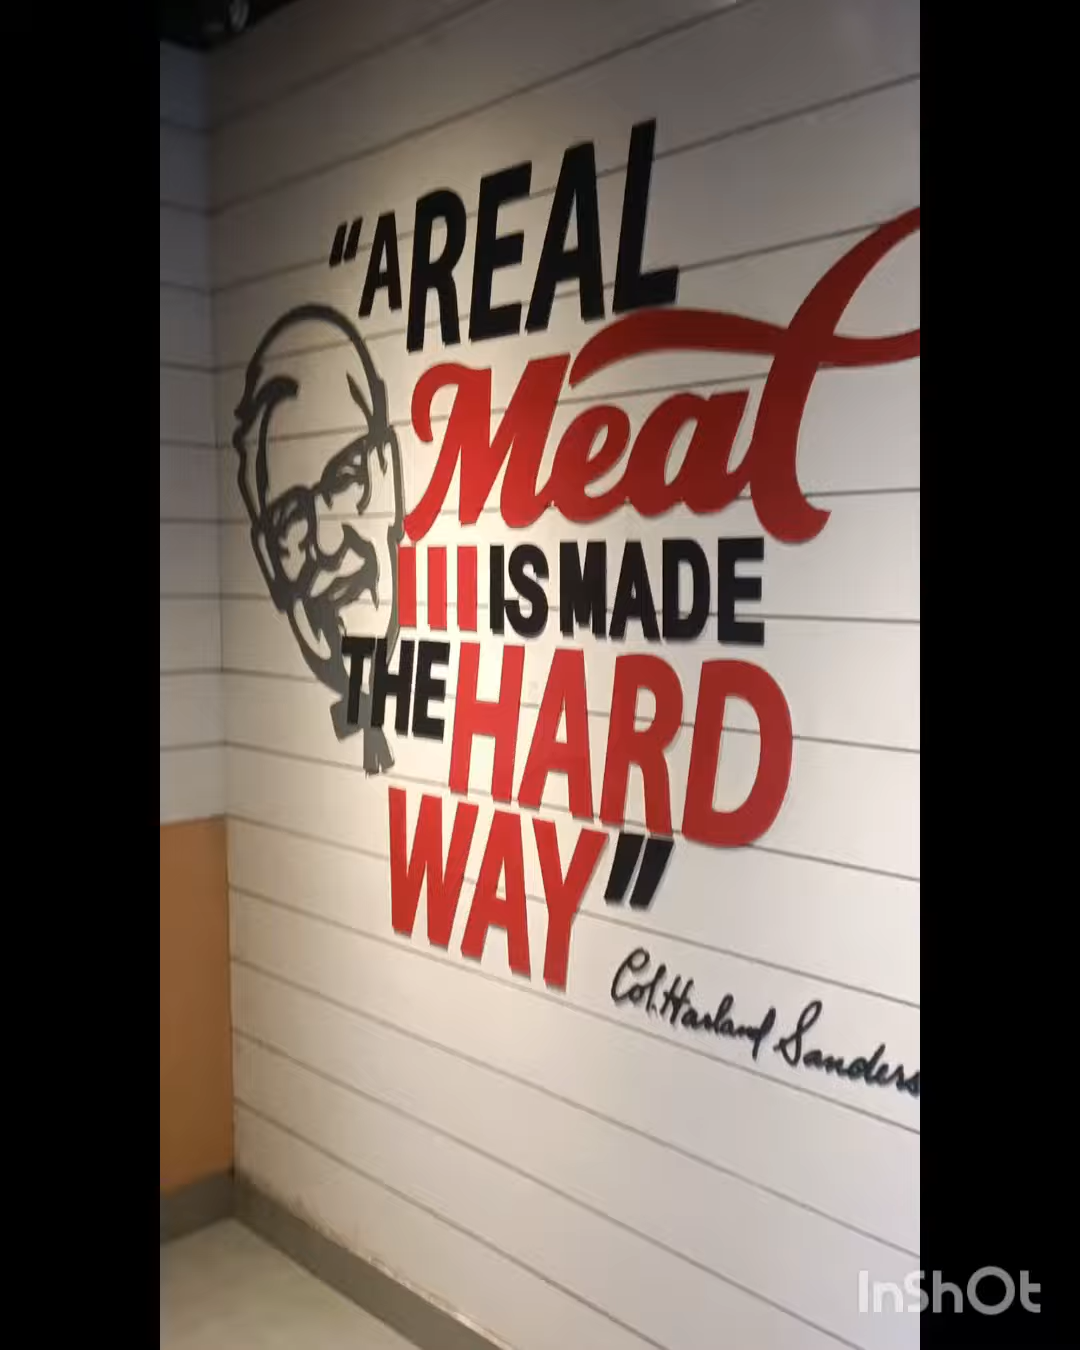 "A REAL
Meal
IS MADE
THE HARD
WAY"
Col. Harland Sanders
InShOt